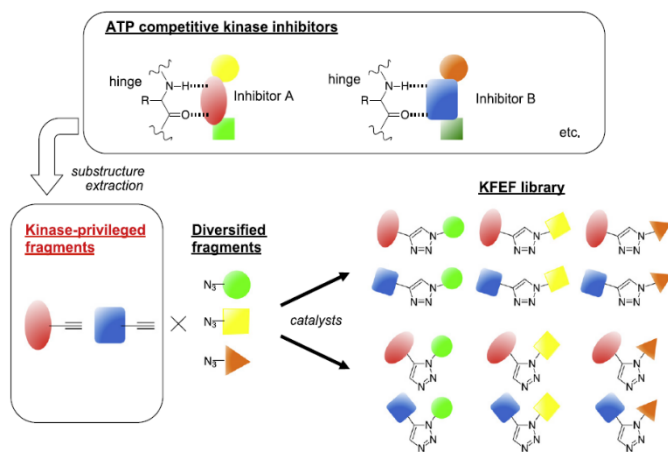 ATP competitive kinase inhibitors
hinge
N-H
R
O
Inhibitor A
hinge
N-H
R
O
Inhibitor B
etc,
substructure
extraction
Kinase-privileged
fragments
Diversified
fragments
N3
N3
N3
catalysts
KFEF library
N
N=N
N
N=N
N
N=N
N
N=N
N
N=N
N
N=N
N
N=N
N
N=N
N
N=N
N
N=N
N
N=N
N
N=N